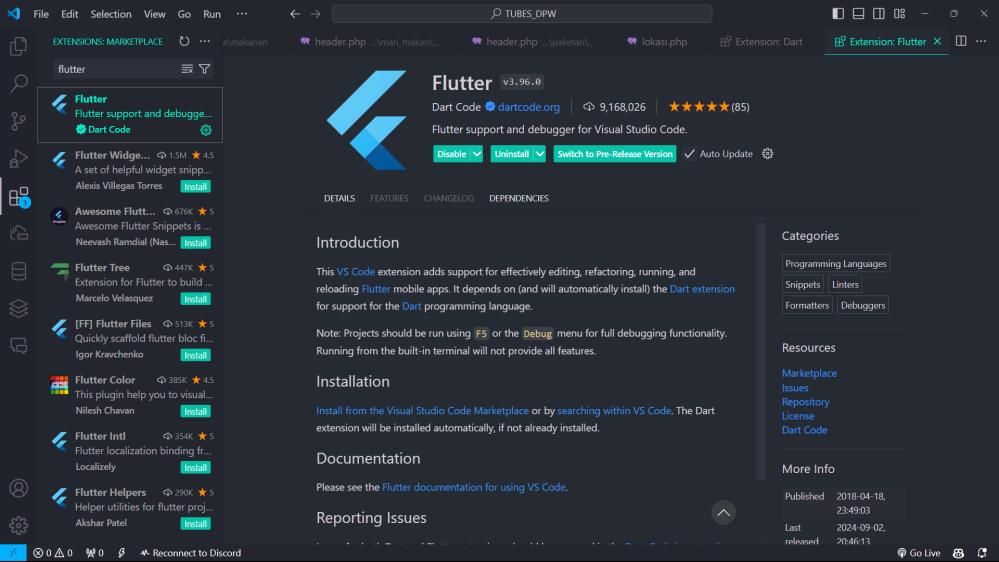 File Edit Selection View Go Run ···
TUBES_DPW
EXTENSIONS: MARKETPLACE ···
e\makanan
header.php ...\mari_makan\...
header.php ...\paketan\...
lokasi.php
Extension: Dart
Extension: Flutter
flutter
Flutter
Flutter support and debugge...
Dart Code
Flutter Widge... 1.5M 4.5
A set of helpful widget snipp...
Alexis Villegas Torres Install
Awesome Flutt... 676K 5
Awesome Flutter Snippets is ...
Neevash Ramdial (Nas... Install
Flutter Tree 447K 5
Extension for Flutter to build ...
Marcelo Velasquez Install
[FF] Flutter Files 513K 5
Quickly scaffold flutter bloc fi...
Igor Kravchenko Install
Flutter Color 385K 4.5
This plugin help you to visual...
Nilesh Chavan Install
Flutter Intl 354K 5
Flutter localization binding fr...
Localizely Install
Flutter Helpers 290K 5
Helper utilities for flutter proj...
Akshar Patel Install
3
Flutter v3.96.0
Dart Code dartcode.org 9,168,026 (85)
Flutter support and debugger for Visual Studio Code.
Disable Uninstall Switch to Pre-Release Version Auto Update
DETAILS FEATURES CHANGELOG DEPENDENCIES
Introduction
This VS Code extension adds support for effectively editing, refactoring, running, and
reloading Flutter mobile apps. It depends on (and will automatically install) the Dart extension
for support for the Dart programming language.
Note: Projects should be run using F5 or the Debug menu for full debugging functionality.
Running from the built-in terminal will not provide all features.
Installation
Install from the Visual Studio Code Marketplace or by searching within VS Code. The Dart
extension will be installed automatically, if not already installed.
Documentation
Please see the Flutter documentation for using VS Code.
Reporting Issues
Categories
Programming Languages
Snippets Linters
Formatters Debuggers
Resources
Marketplace
Issues
Repository
License
Dart Code
More Info
Published 2018-04-18,
23:49:03
Last 2024-09-02,
released 20:46:13
0 0 0 Reconnect to Discord Go Live